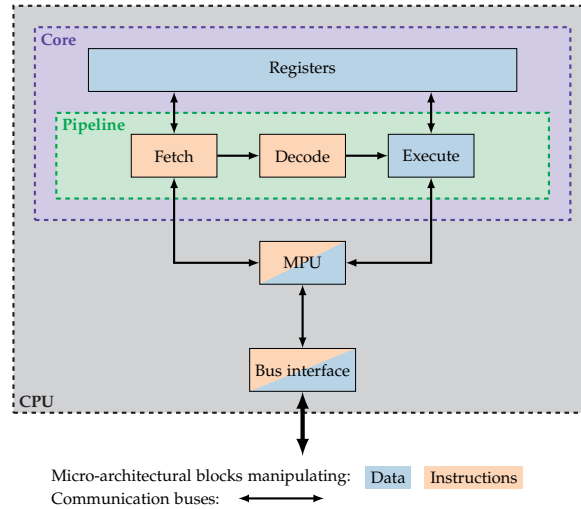 Core
Registers
Pipeline
Fetch
Decode
Execute
MPU
Bus interface
CPU
Micro-architectural blocks manipulating: Data Instructions
Communication buses: